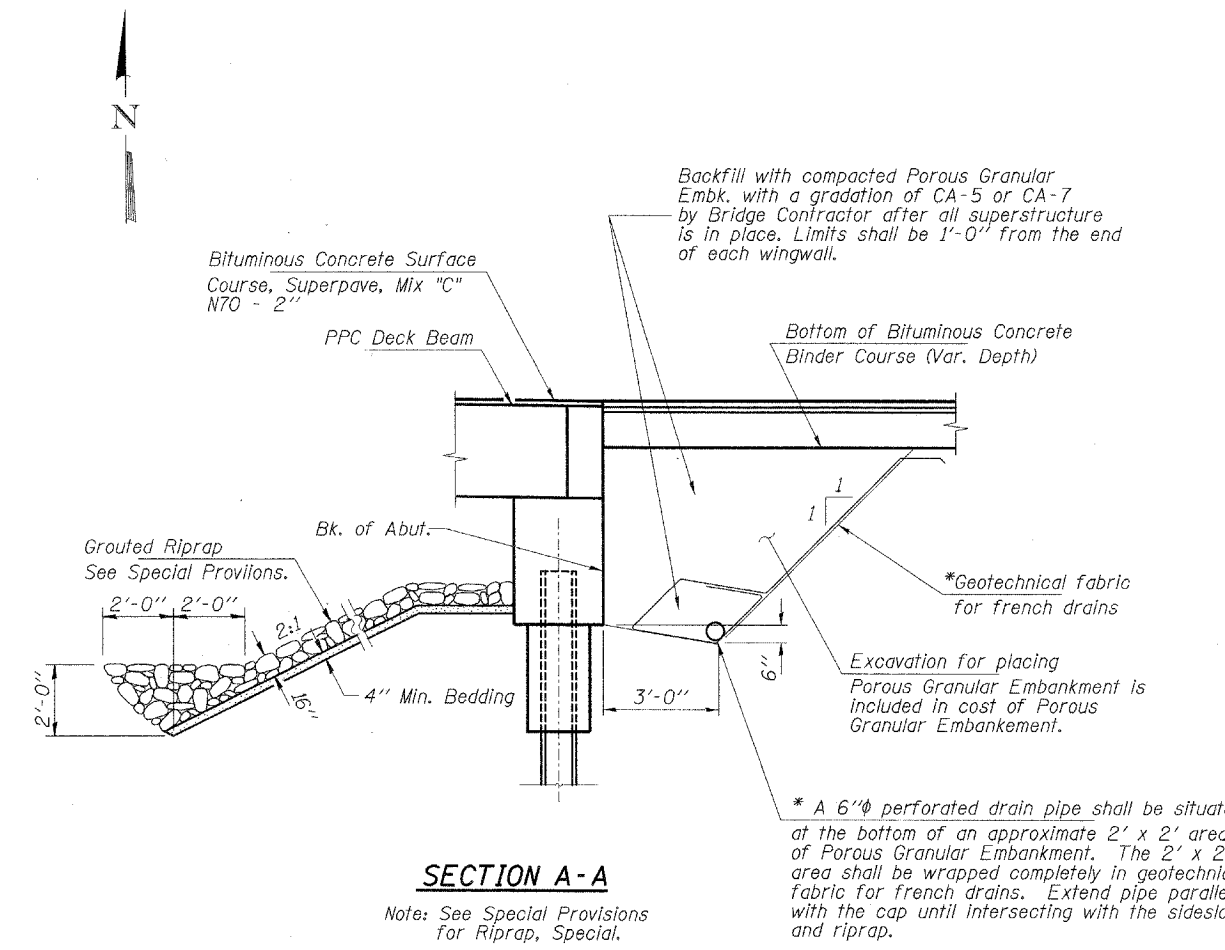 N
Backfill with compacted Porous Granular
Embk. with a gradation of CA-5 or CA-7
by Bridge Contractor after all superstructure
is in place. Limits shall be 1'-0" from the end
of each wingwall.
Bituminous Concrete Surface
Course, Superpave, Mix "C"
N70 - 2"
PPC Deck Beam
Bottom of Bituminous Concrete
Binder Course (Var. Depth)
1
1
Bk. of Abut.
Grouted Riprap
See Special Proviions.
2'-0"
2'-0"
2:1
2'-0"
16"
4" Min. Bedding
*Geotechnical fabric
for french drains
6"
3'-0"
Excavation for placing
Porous Granular Embankment is
included in cost of Porous
Granular Embankement.
* A 6"ϕ perforated drain pipe shall be
at the bottom of an approximate 2' x 2'
of Porous Granular Embankment. The 2' x
area shall be wrapped completely in
fabric for french drains. Extend pipe
with the cap until intersecting with the
and riprap.
SECTION A-A
Note: See Special Provisions
for Riprap, Special.